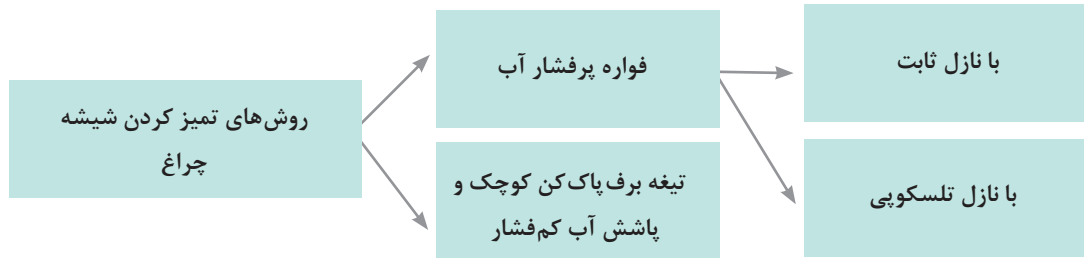 روش‌های تمیز کردن شیشه
چراغ
فواره پرفشار آب
تیغه برف‌پاک‌کن کوچک و
پاشش آب کم‌فشار
با نازل ثابت
با نازل تلسکوپی